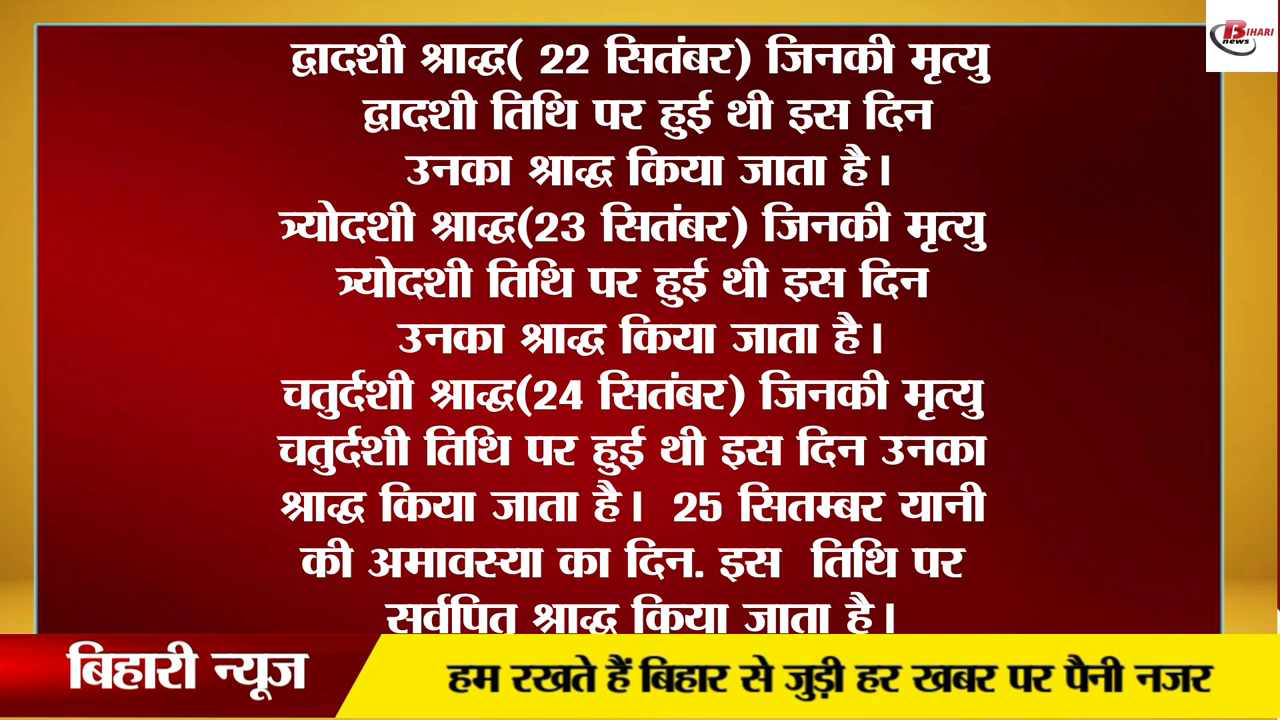 BIHARI
news
द्वादशी श्राद्ध( 22 सितंबर) जिनकी मृत्यु
द्वादशी तिथि पर हुई थी इस दिन
उनका श्राद्ध किया जाता है।
त्र्योदशी श्राद्ध(23 सितंबर) जिनकी मृत्यु
त्र्योदशी तिथि पर हुई थी इस दिन
उनका श्राद्ध किया जाता है।
चतुर्दशी श्राद्ध(24 सितंबर) जिनकी मृत्यु
चतुर्दशी तिथि पर हुई थी इस दिन उनका
श्राद्ध किया जाता है। 25 सितम्बर यानी
की अमावस्या का दिन. इस तिथि पर
सर्वपितृ श्राद्ध किया जाता है।
बिहारी न्यूज
हम रखते हैं बिहार से जुड़ी हर खबर पर पैनी नजर